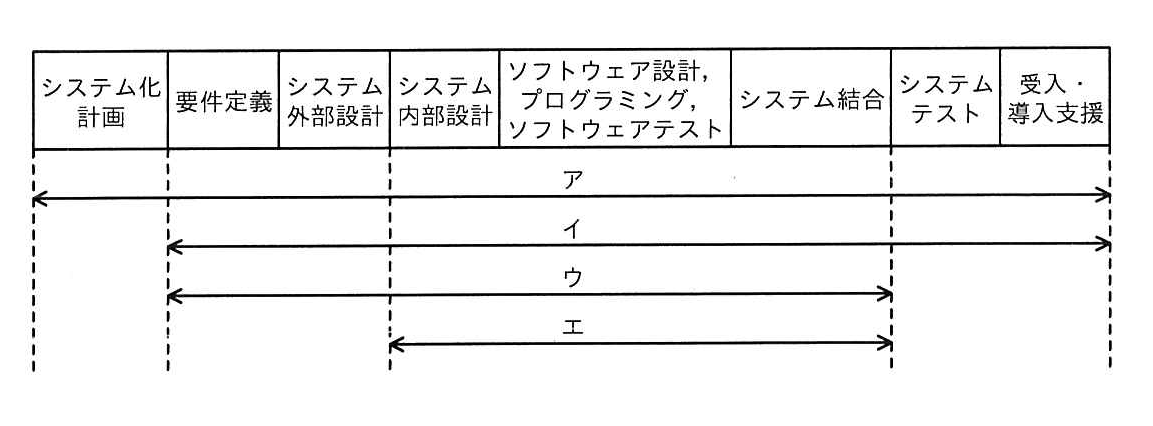 システム化
計画
要件定義
システム
外部設計
システム
内部設計
ソフトウェア設計,
プログラミング,
ソフトウェアテスト
システム結合
システム
テスト
受入・
導入支援
ア
イ
ウ
エ